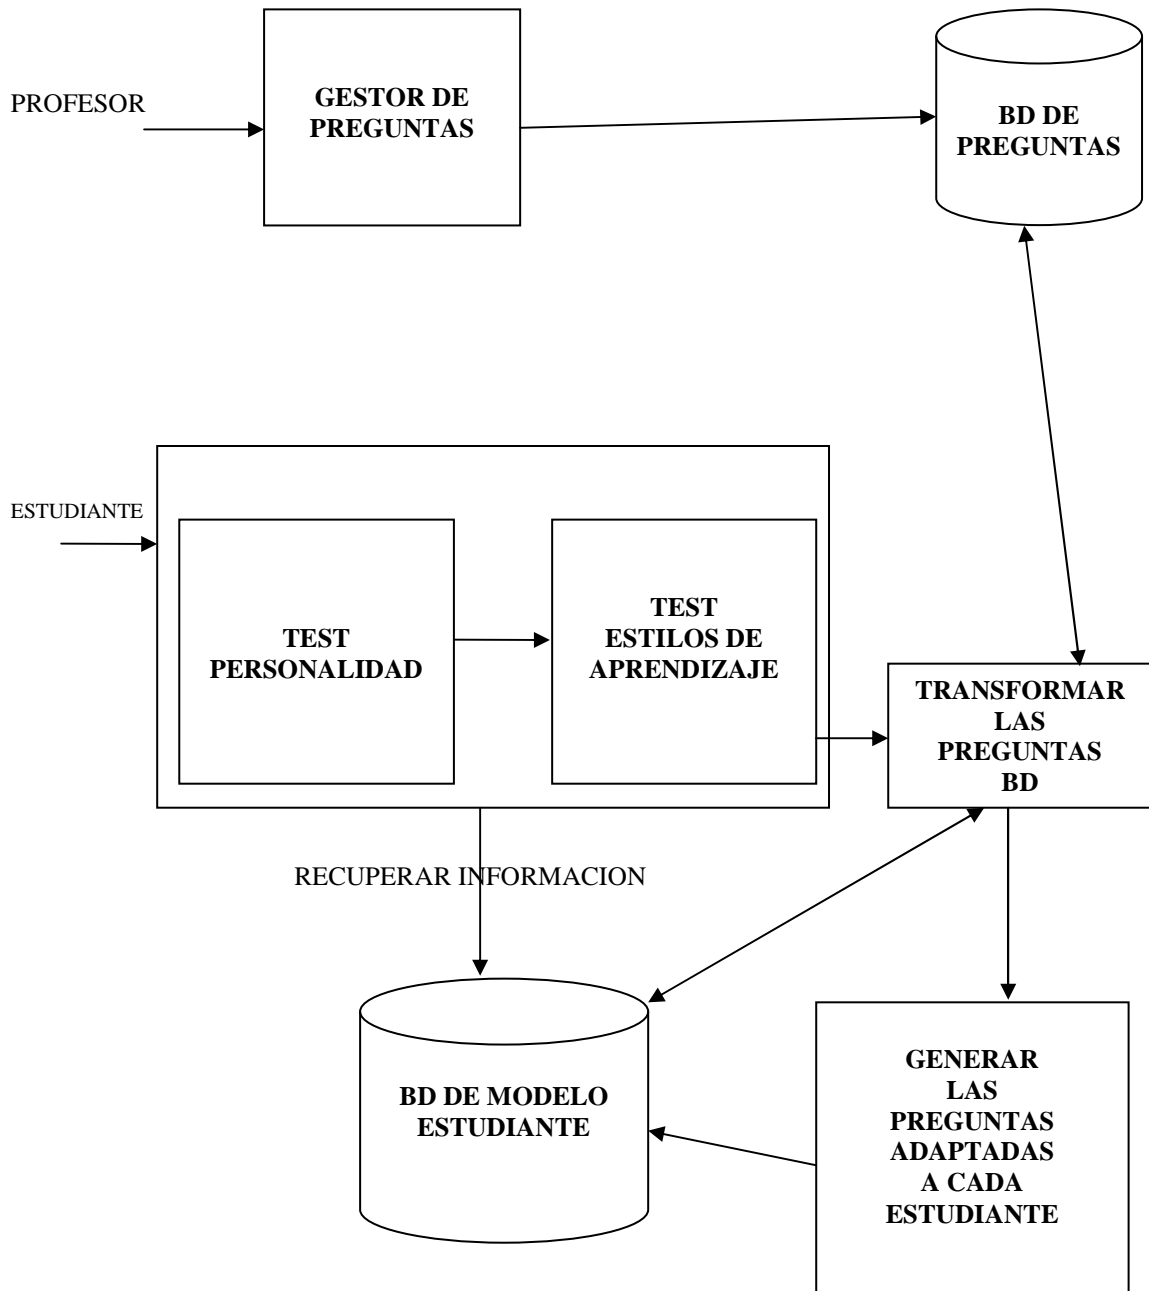 PROFESOR
GESTOR DE
PREGUNTAS
BD DE
PREGUNTAS
ESTUDIANTE
TEST
PERSONALIDAD
TEST
ESTILOS DE
APRENDIZAJE
TRANSFORMAR
LAS
PREGUNTAS
BD
RECUPERAR INFORMACION
BD DE MODELO
ESTUDIANTE
GENERAR
LAS
PREGUNTAS
ADAPTADAS
A CADA
ESTUDIANTE